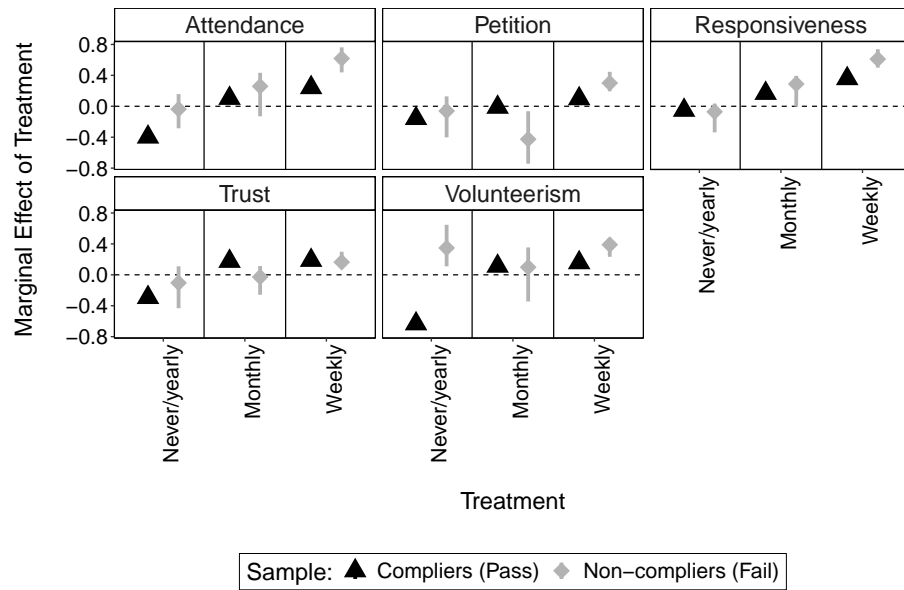 Marginal Effect of Treatment
Attendance
Petition
Responsiveness
0.8
0.4
0.0
−0.4
−0.8
Never/yearly
Monthly
Weekly
Trust
Volunteerism
0.8
0.4
0.0
−0.4
−0.8
Never/yearly
Monthly
Weekly
Never/yearly
Monthly
Weekly
Treatment
Sample: Compliers (Pass) Non−compliers (Fail)